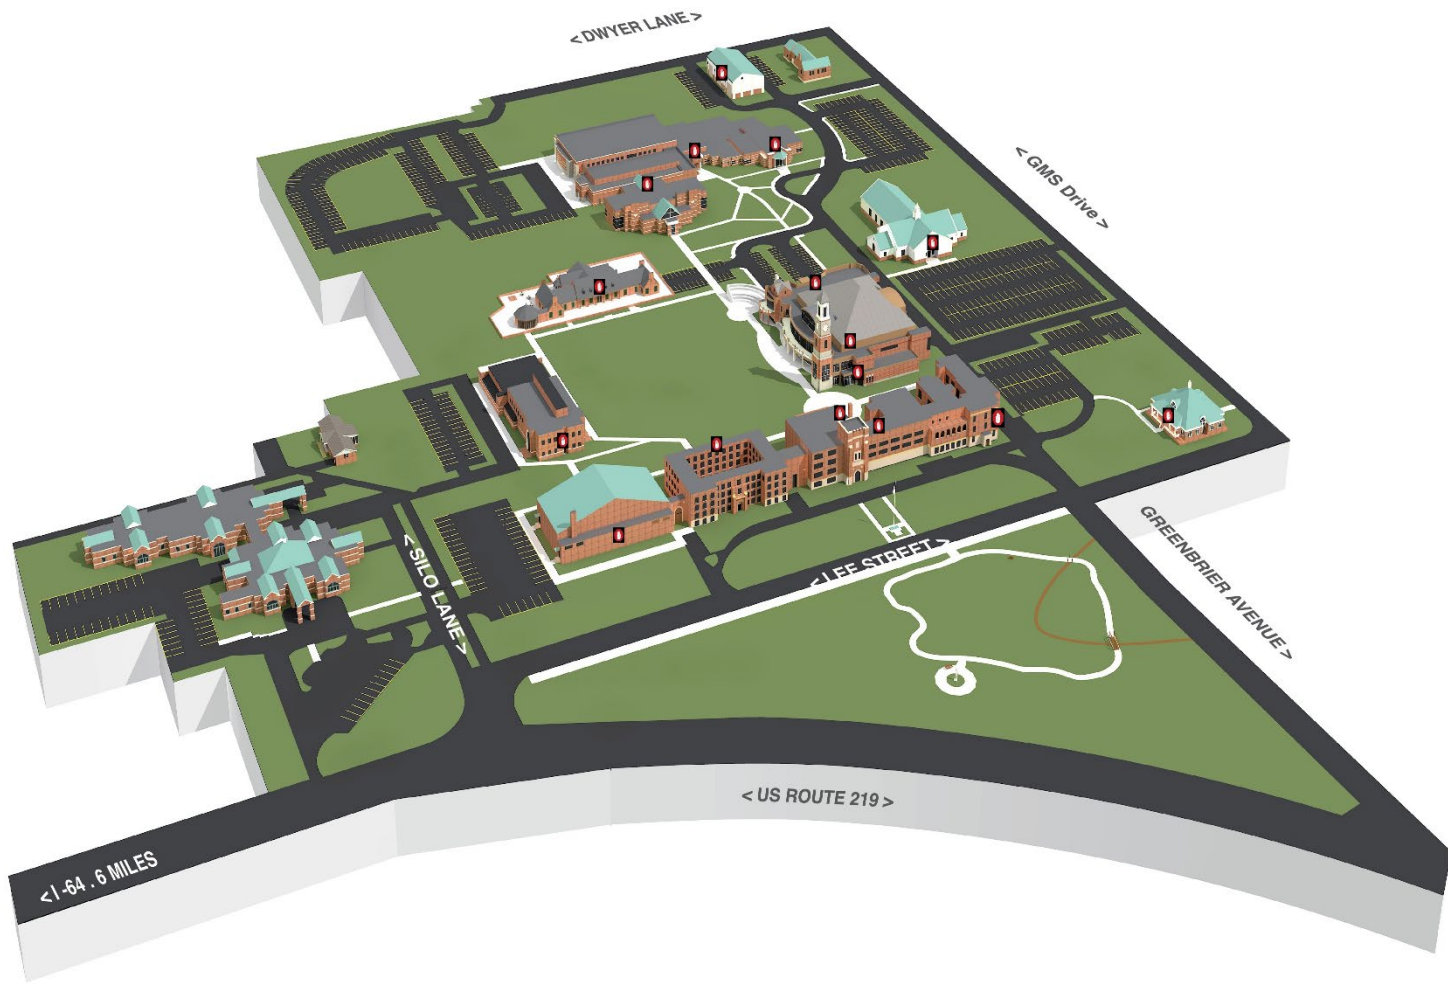 < DWYER LANE >
< GMS Drive >
GREENBRIER AVENUE >
< SILO LANE >
< LEE STREET >
< US ROUTE 219 >
< I -64 . 6 MILES